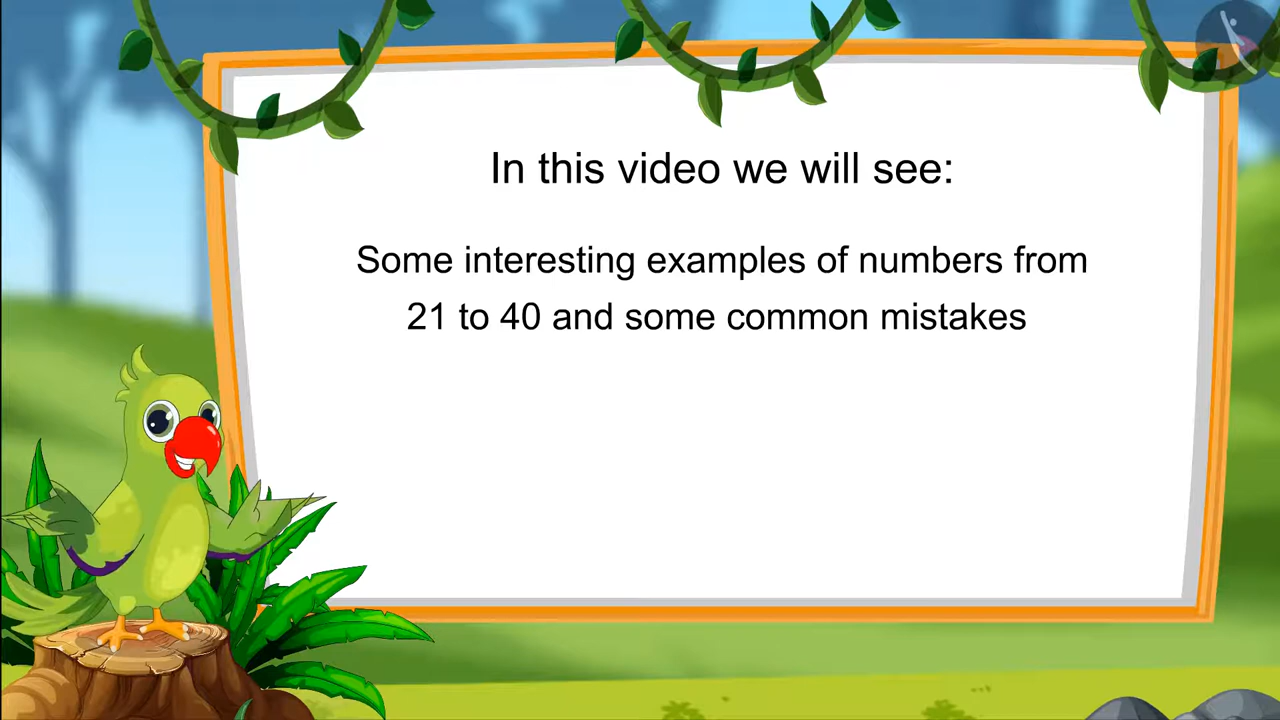 In this video we will see:
Some interesting examples of numbers from
21 to 40 and some common mistakes